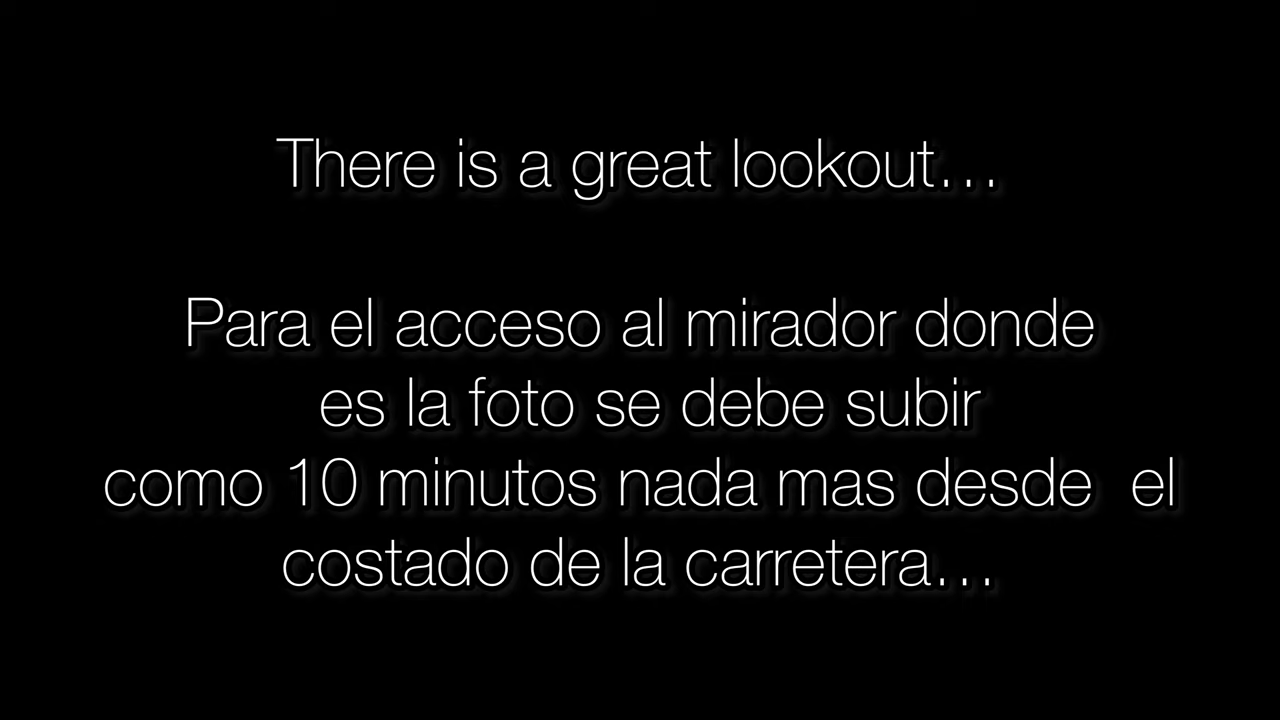 There is a great lookout…
Para el acceso al mirador donde
es la foto se debe subir
como 10 minutos nada mas desde  el
costado de la carretera…